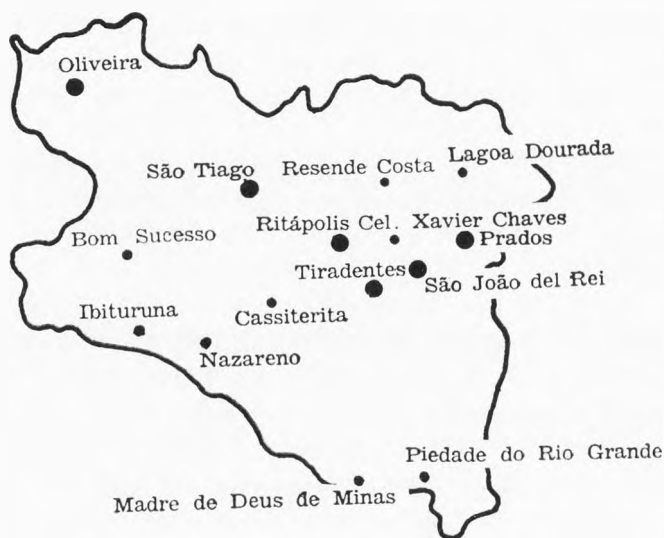 Oliveira
Lagoa Dourada
São Tiago
Resende Costa
Ritápolis
Cel. Xavier Chaves
Prados
Bom Sucesso
Tiradentes
São João del Rei
Ibituruna
Cassiterita
Nazareno
Piedade do Rio Grande
Madre de Deus de Minas